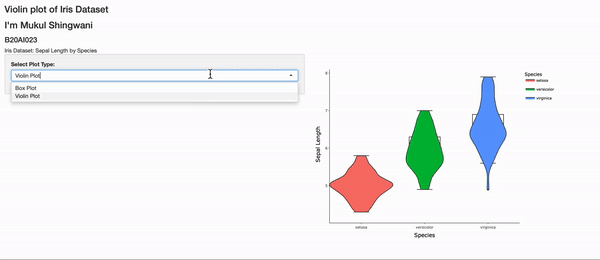 Violin plot of Iris Dataset
I'm Mukul Shingwani
B20AI023
Iris Dataset: Sepal Length by Species
Select Plot Type:
Violin Plot
Box Plot
Violin Plot
8
7
6
5
Sepal Length
setosa
versicolor
virginica
Species
Species
setosa
versicolor
virginica